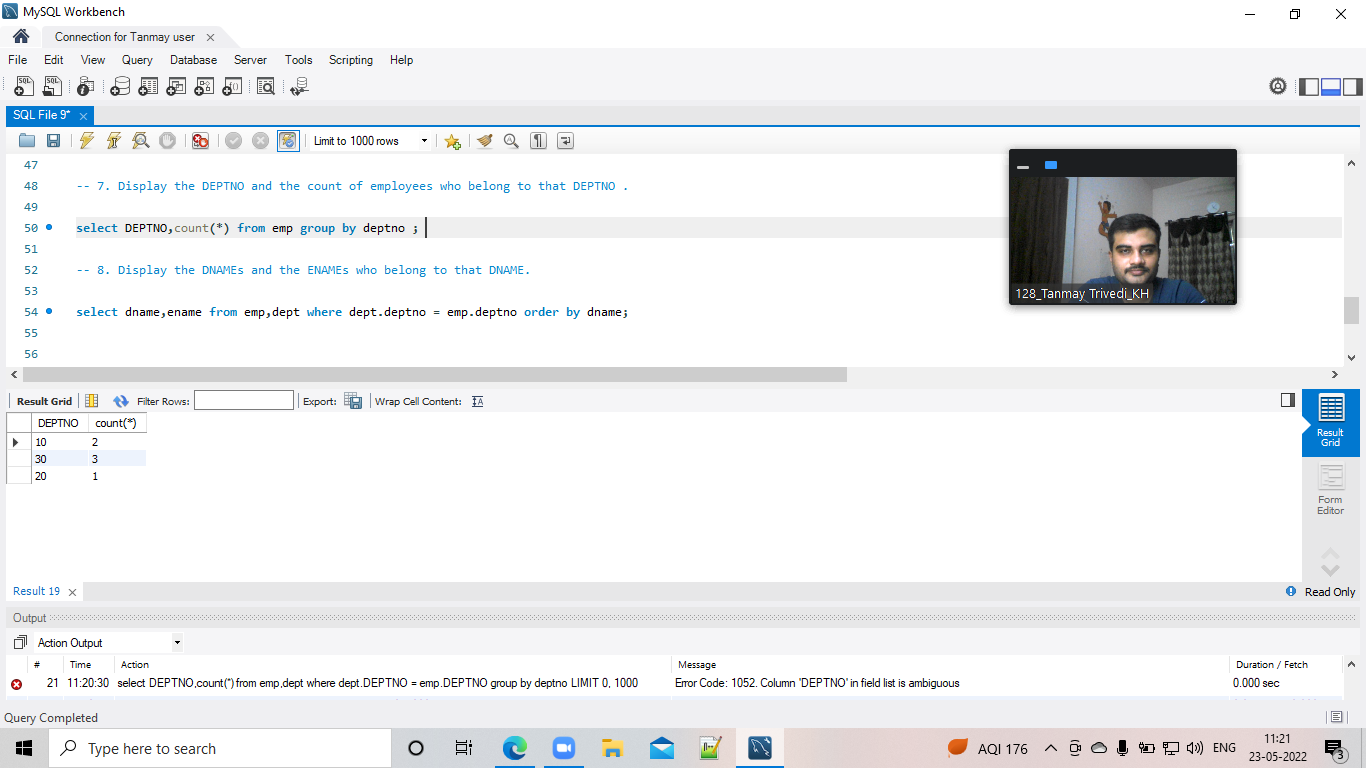 MySQL Workbench
Connection for Tanmay user
File Edit View Query Database Server Tools Scripting Help
SQL File 9*
Limit to 1000 rows
47
48 -- 7. Display the DEPTNO and the count of employees who belong to that DEPTNO .
49
50 select DEPTNO,count(*) from emp group by deptno ;
51
52 -- 8. Display the DNAMEs and the ENAMEs who belong to that DNAME.
53
54 select dname,ename from emp,dept where dept.deptno = emp.deptno order by dname;
55
56
128_Tanmay Trivedi_KH
Result Grid Filter Rows: Export: Wrap Cell Content:
DEPTNO count(*)
10 2
30 3
20 1
Result Grid
Form Editor
Result 19
Read Only
Output
Action Output
# Time Action Message Duration / Fetch
21 11:20:30 select DEPTNO,count(*) from emp,dept where dept.DEPTNO = emp.DEPTNO group by deptno LIMIT 0, 1000 Error Code: 1052. Column 'DEPTNO' in field list is ambiguous 0.000 sec
Query Completed
Type here to search
AQI 176
ENG
11:21
23-05-2022
3